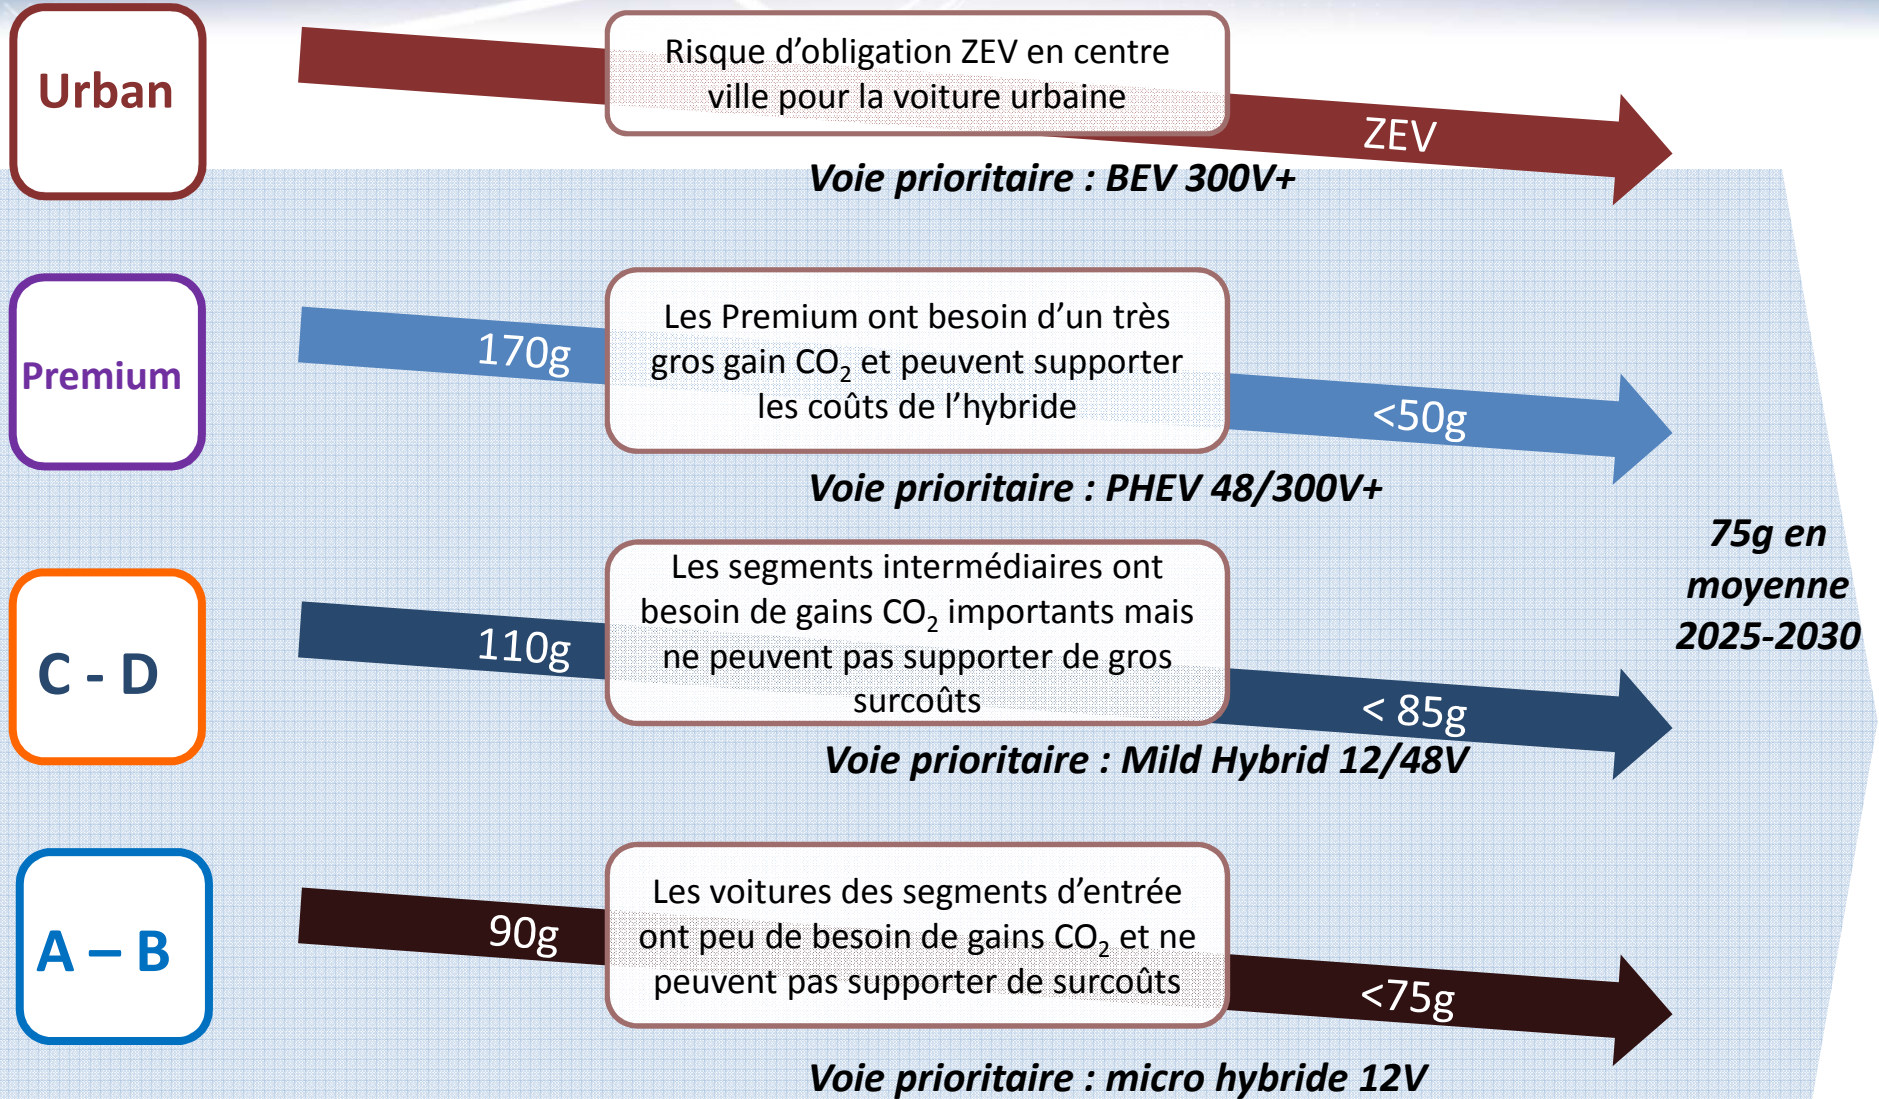 Urban
Risque d’obligation ZEV en centre
ville pour la voiture urbaine
ZEV
Voie prioritaire : BEV 300V+
Premium
170g
Les Premium ont besoin d’un très
gros gain CO₂ et peuvent supporter
les coûts de l’hybride
<50g
Voie prioritaire : PHEV 48/300V+
C - D
110g
Les segments intermédiaires ont
besoin de gains CO₂ importants mais
ne peuvent pas supporter de gros
surcoûts
< 85g
Voie prioritaire : Mild Hybrid 12/48V
75g en
moyenne
2025-2030
A – B
90g
Les voitures des segments d’entrée
ont peu de besoin de gains CO₂ et ne
peuvent pas supporter de surcoûts
<75g
Voie prioritaire : micro hybride 12V